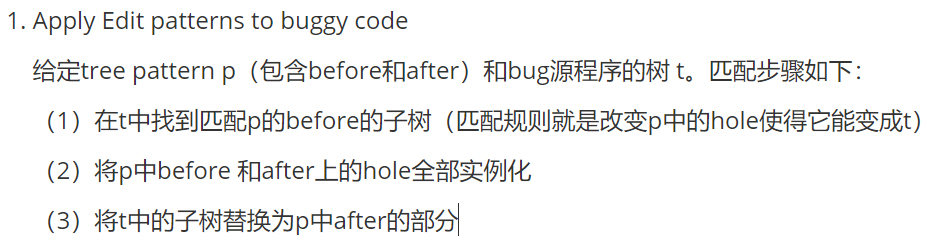 1. Apply Edit patterns to buggy code
给定tree pattern p（包含before和after）和bug源程序的树 t。匹配步骤如下：
（1）在t中找到匹配p的before的子树（匹配规则就是改变p中的hole使得它能变成t）
（2）将p中before 和after上的hole全部实例化
（3）将t中的子树替换为p中after的部分